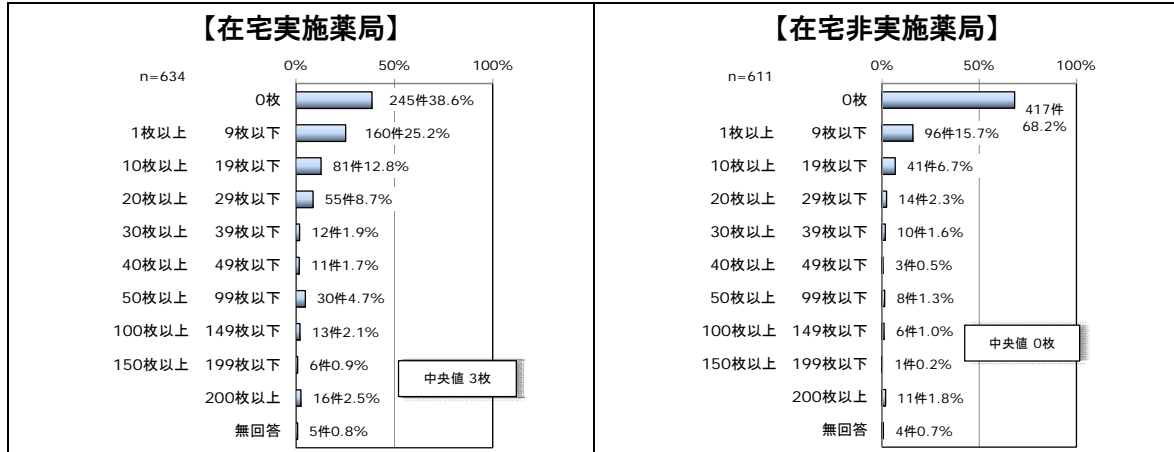 【在宅実施薬局】
n=634
0% 50% 100%
0枚 245件38.6%
1枚以上 9枚以下 160件25.2%
10枚以上 19枚以下 81件12.8%
20枚以上 29枚以下 55件8.7%
30枚以上 39枚以下 12件1.9%
40枚以上 49枚以下 11件1.7%
50枚以上 99枚以下 30件4.7%
100枚以上 149枚以下 13件2.1%
150枚以上 199枚以下 6件0.9%
中央値 3枚
200枚以上 16件2.5%
無回答 5件0.8%
【在宅非実施薬局】
n=611
0% 50% 100%
0枚 417件
68.2%
1枚以上 9枚以下 96件15.7%
10枚以上 19枚以下 41件6.7%
20枚以上 29枚以下 14件2.3%
30枚以上 39枚以下 10件1.6%
40枚以上 49枚以下 3件0.5%
50枚以上 99枚以下 8件1.3%
100枚以上 149枚以下 6件1.0%
中央値 0枚
150枚以上 199枚以下 1件0.2%
200枚以上 11件1.8%
無回答 4件0.7%